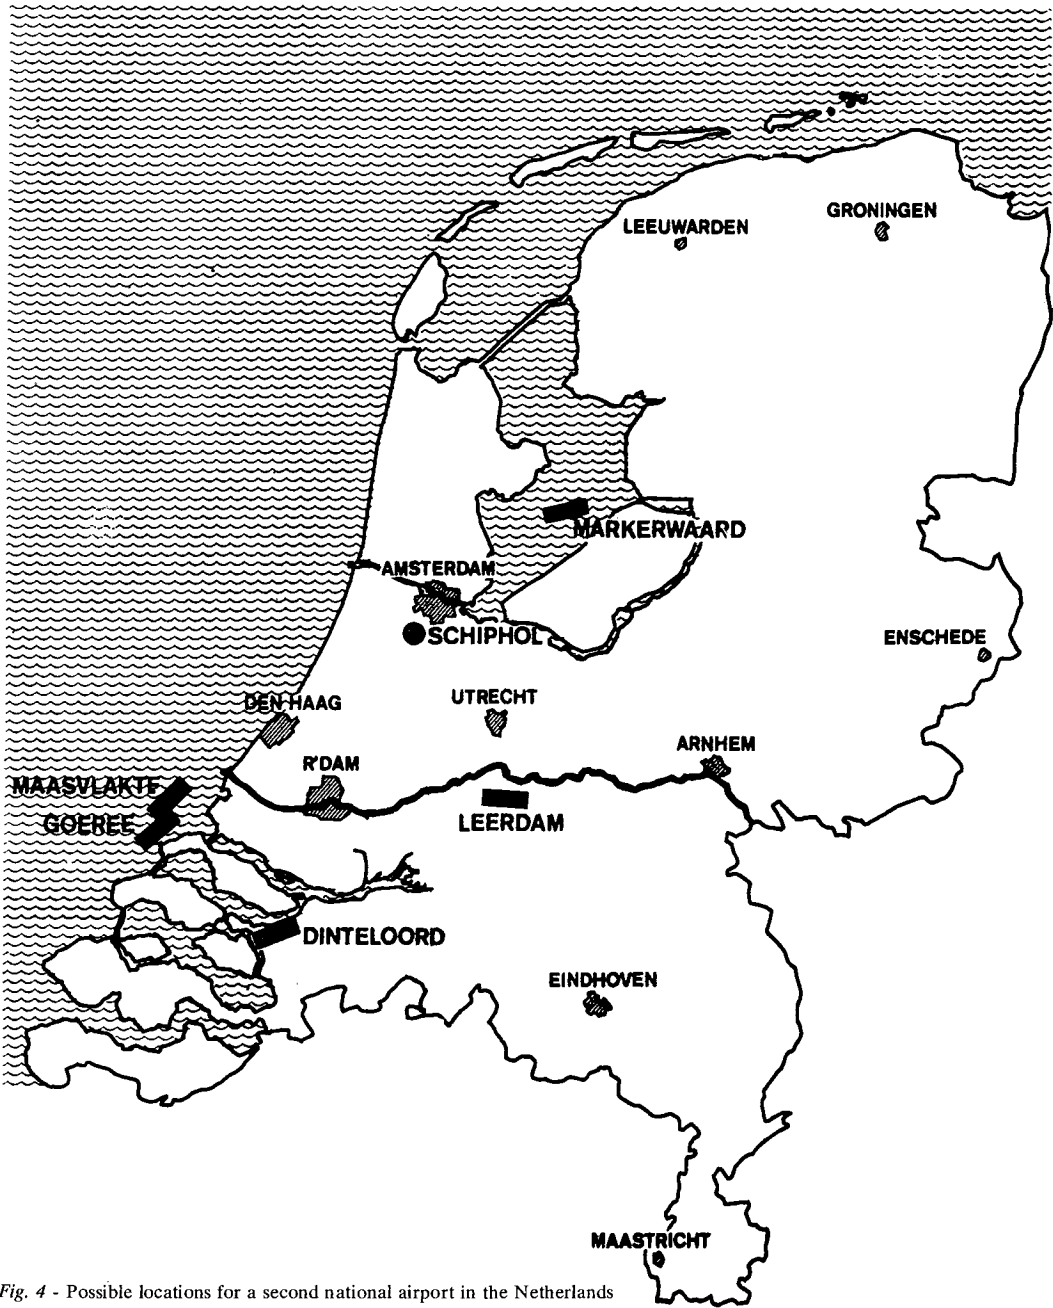 GRONINGEN
LEEUWARDEN
MARKERWAARD
AMSTERDAM
SCHIPHOL
ENSCHEDE
DEN HAAG
UTRECHT
ARNHEM
R'DAM
MAASVLAKTE
GOEREE
LEERDAM
DINTELOORD
EINDHOVEN
MAASTRICHT
Fig. 4 - Possible locations for a second national airport in the Netherlands